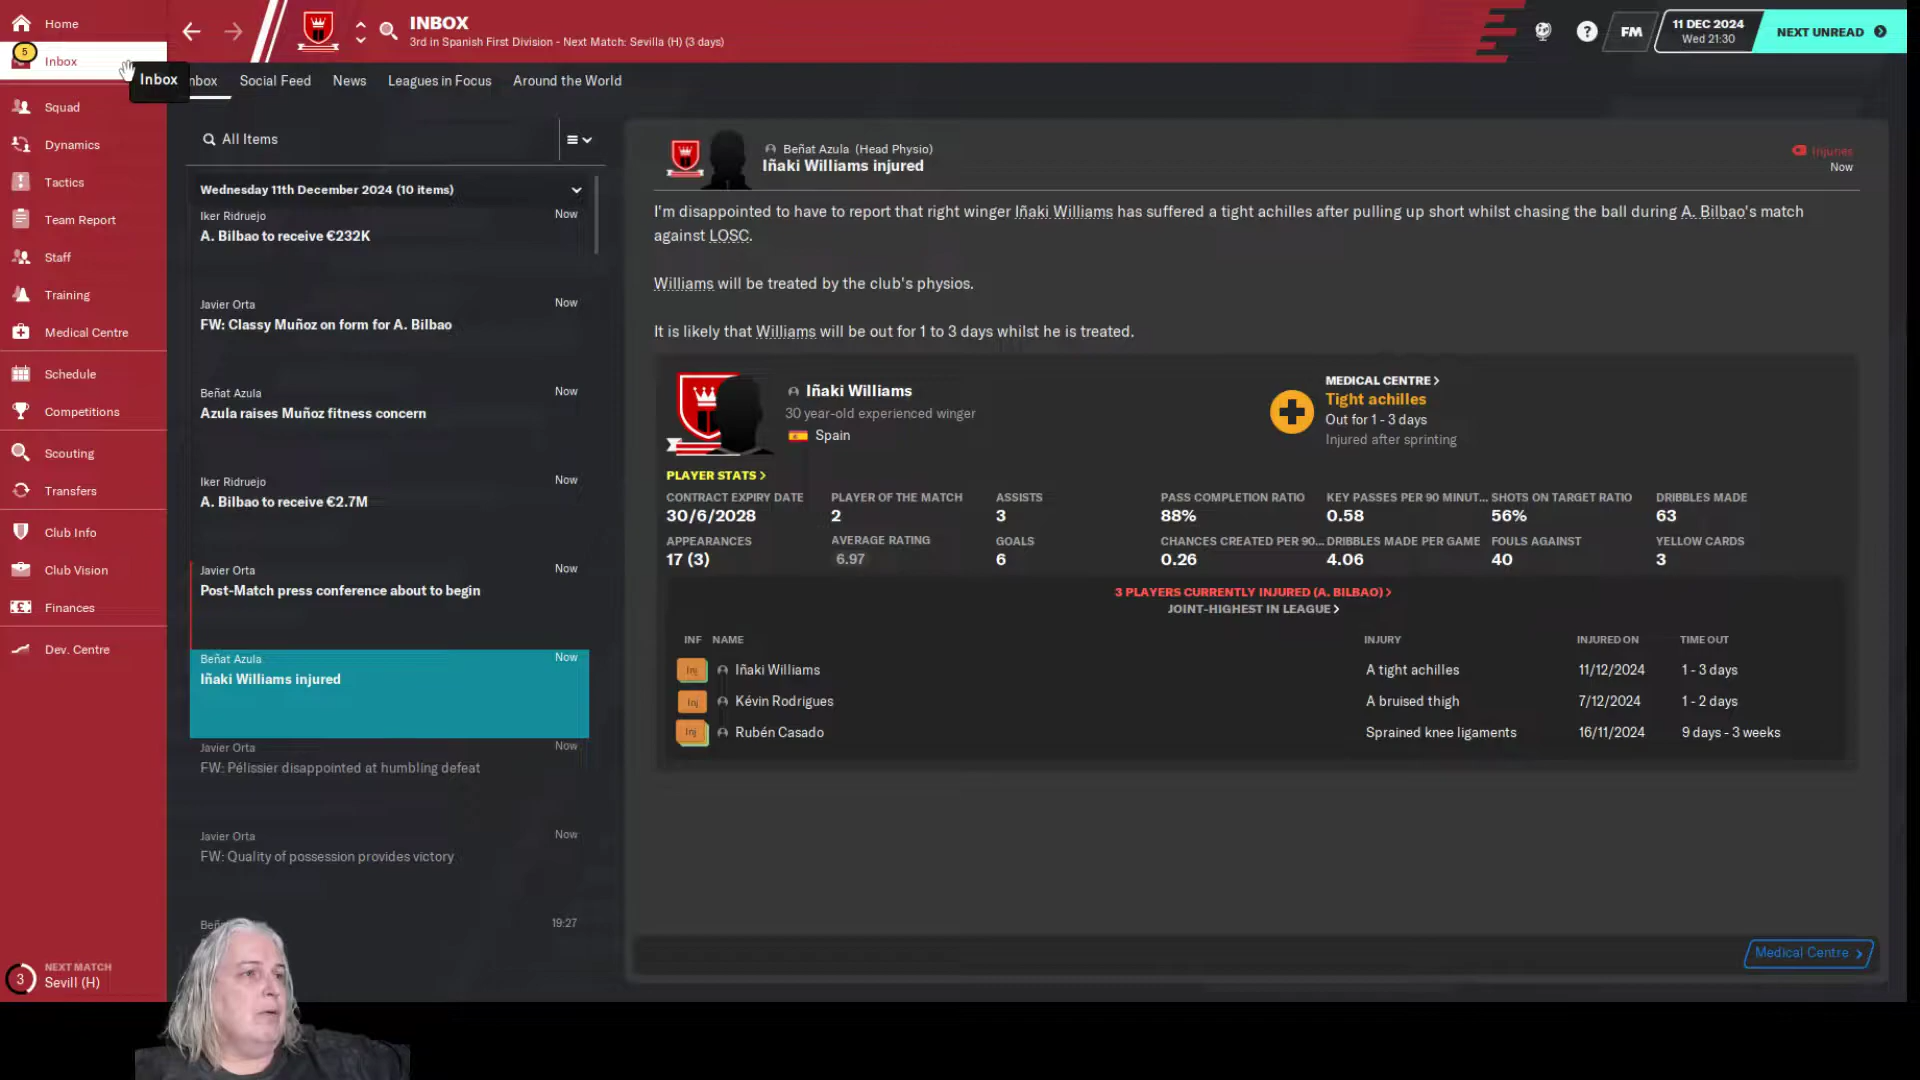 Home
INBOX
3rd in Spanish First Division - Next Match: Sevilla (H) (3 days)
FM
11 DEC 2024
Wed 21:30
NEXT UNREAD
5
Inbox
Inbox
nbox
Social Feed
News
Leagues in Focus
Around the World
Squad
Dynamics
Tactics
Team Report
Staff
Training
Medical Centre
Schedule
Competitions
Scouting
Transfers
Club Info
Club Vision
Finances
Dev. Centre
NEXT MATCH
3
Sevill (H)
All Items
Wednesday 11th December 2024 (10 items)
Iker Ridruejo
Now
A. Bilbao to receive €232K
Javier Orta
Now
FW: Classy Muñoz on form for A. Bilbao
Beñat Azula
Now
Azula raises Muñoz fitness concern
Iker Ridruejo
Now
A. Bilbao to receive €2.7M
Javier Orta
Now
Post-Match press conference about to begin
Beñat Azula
Now
Iñaki Williams injured
Javier Orta
Now
FW: Pélissier disappointed at humbling defeat
Javier Orta
Now
FW: Quality of possession provides victory
19:27
Beñat Azula (Head Physio)
Iñaki Williams injured
Injuries
Now
I'm disappointed to have to report that right winger Iñaki Williams has suffered a tight achilles after pulling up short whilst chasing the ball during A. Bilbao's match
against LOSC.
Williams will be treated by the club's physios.
It is likely that Williams will be out for 1 to 3 days whilst he is treated.
Iñaki Williams
30 year-old experienced winger
Spain
MEDICAL CENTRE >
Tight achilles
Out for 1 - 3 days
Injured after sprinting
PLAYER STATS >
CONTRACT EXPIRY DATE PLAYER OF THE MATCH ASSISTS PASS COMPLETION RATIO KEY PASSES PER 90 MINUT... SHOTS ON TARGET RATIO DRIBBLES MADE
30/6/2028 2 3 88% 0.58 56% 63
APPEARANCES AVERAGE RATING GOALS CHANCES CREATED PER 90... DRIBBLES MADE PER GAME FOULS AGAINST YELLOW CARDS
17 (3) 6.97 6 0.26 4.06 40 3
3 PLAYERS CURRENTLY INJURED (A. BILBAO) >
JOINT-HIGHEST IN LEAGUE >
INF NAME INJURY INJURED ON TIME OUT
Inj Iñaki Williams A tight achilles 11/12/2024 1 - 3 days
Inj Kévin Rodrigues A bruised thigh 7/12/2024 1 - 2 days
Inj Rubén Casado Sprained knee ligaments 16/11/2024 9 days - 3 weeks
Medical Centre >